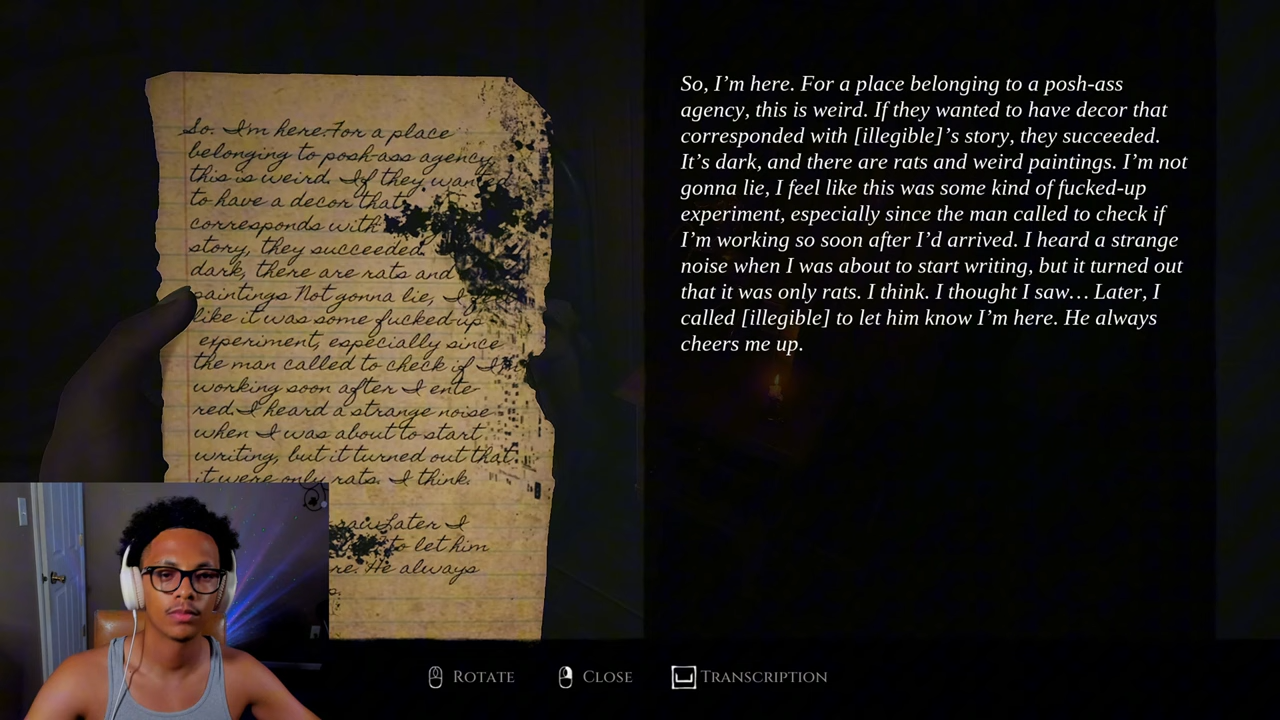 So. I'm here. For a place
belonging to posh-ass agency,
this is weird. If they wanted
to have a decor that
corresponds with
story, they succeeded.
dark, there are rats and
paintings Not gonna lie, I feel
like it was some fucked-up
experiment, especially since
the man called to check if I'm
working soon after I ente
red. I heard a strange noise
when I was about to start
writing, but it turned out that
it were only rats. I think.
saw Later I
to let him
re. He always
So, I'm here. For a place belonging to a posh-ass
agency, this is weird. If they wanted to have decor that
corresponded with [illegible]'s story, they succeeded.
It's dark, and there are rats and weird paintings. I'm not
gonna lie, I feel like this was some kind of fucked-up
experiment, especially since the man called to check if
I'm working so soon after I'd arrived. I heard a strange
noise when I was about to start writing, but it turned out
that it was only rats. I think. I thought I saw… Later, I
called [illegible] to let him know I'm here. He always
cheers me up.
ROTATE
CLOSE
TRANSCRIPTION